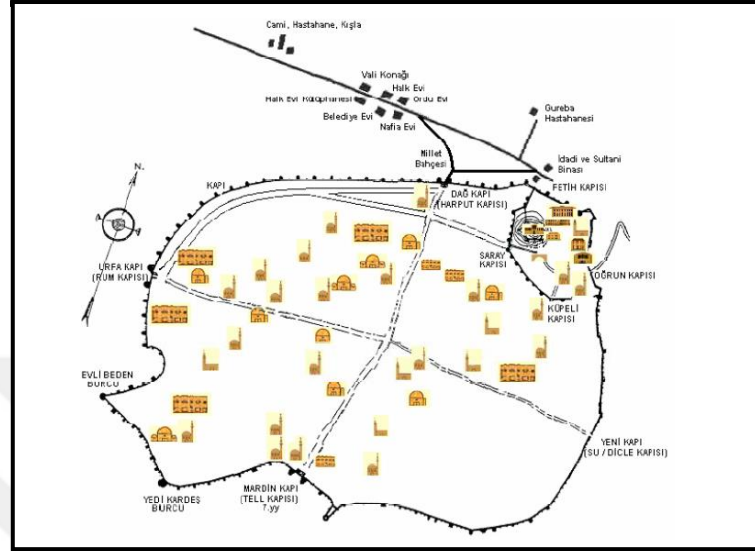 Cami, Hastahane, Kışla
Vali Konağı
Halk Evi
Halk Evi Kütüphanesi
Ordu Evi
Belediye Evi
Nafia Evi
Gureba
Hastahanesi
Millet
Bahçesi
İdadi ve Sultani
Binası
FETİH KAPISI
N.
KAPI
DAĞ KAPI
(HARPUT KAPISI)
SARAY
KAPISI
URFA KAPI
(RUM KAPISI)
OĞRUN KAPISI
KÜPELİ
KAPISI
EVLİ BEDEN
BURCU
YENİ KAPI
(SU / DİCLE KAPISI)
YEDİ KARDEŞ
BURCU
MARDİN KAPI
(TELL KAPISI)
7.yy